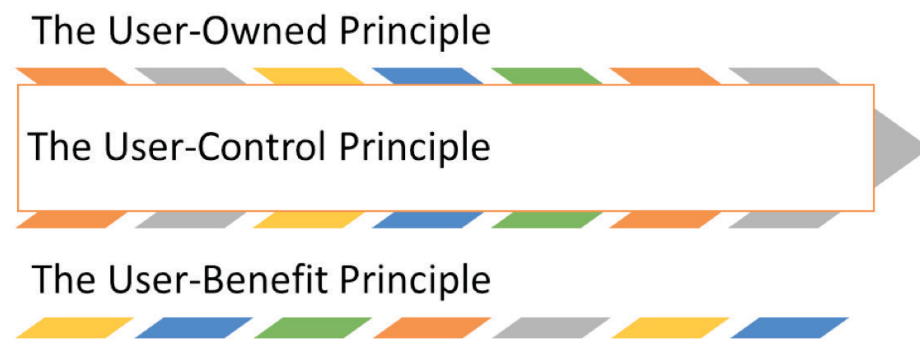 The User-Owned Principle
The User-Control Principle
The User-Benefit Principle